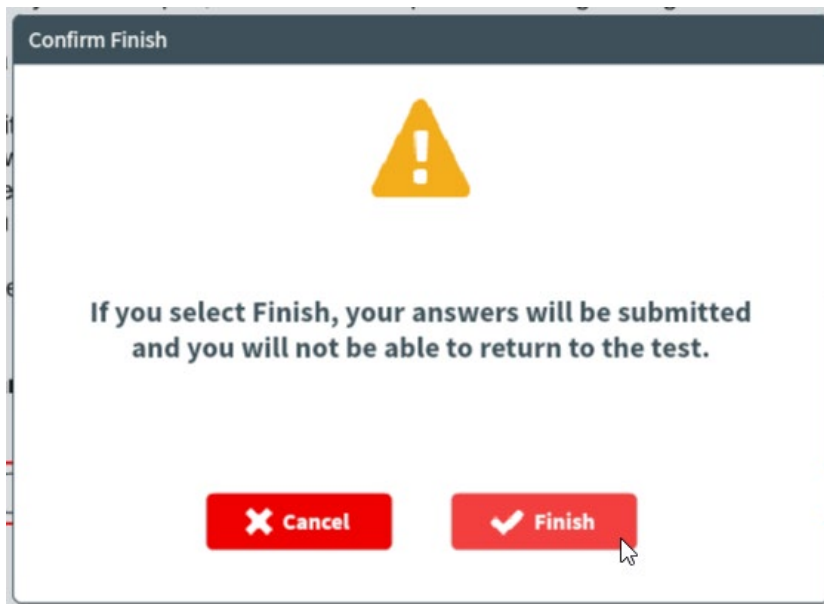 Confirm Finish
If you select Finish, your answers will be submitted
and you will not be able to return to the test.
Cancel
Finish